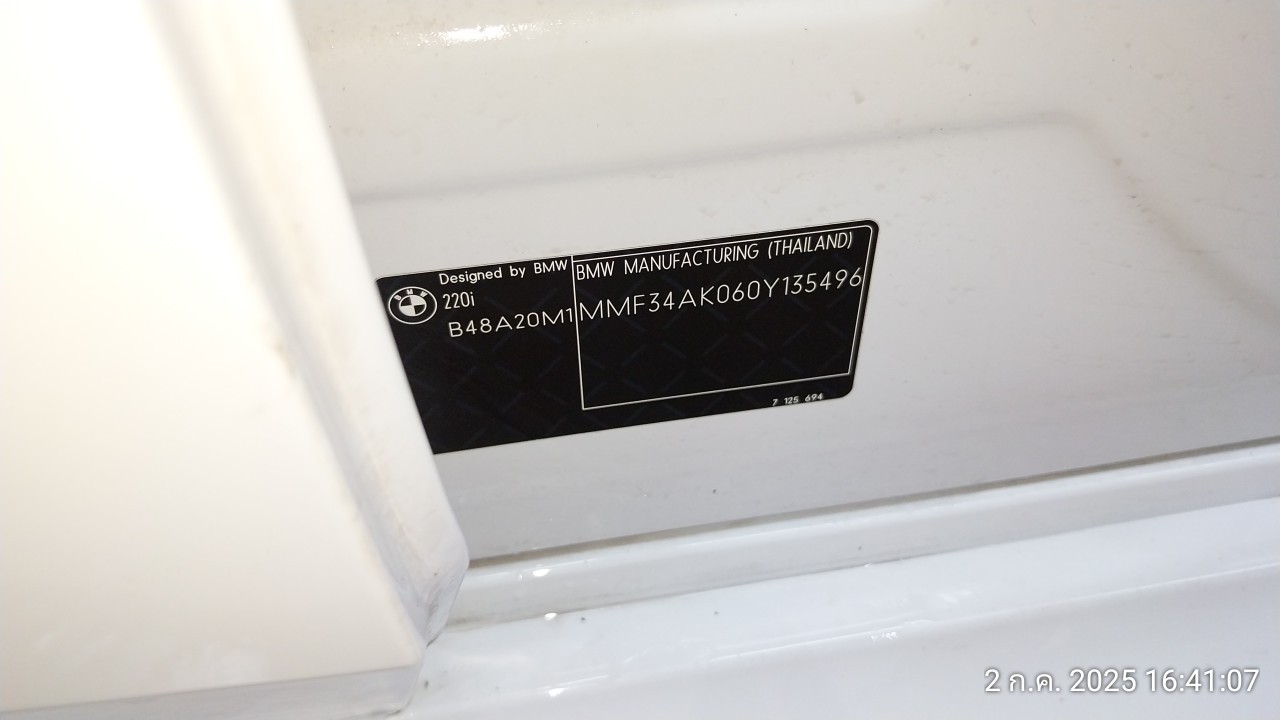 Designed by BMW
BMW
220i
B48A20M1
BMW MANUFACTURING (THAILAND)
MMF34AK060Y135496
7 125 694
2 ก.ค. 2025 16:41:07